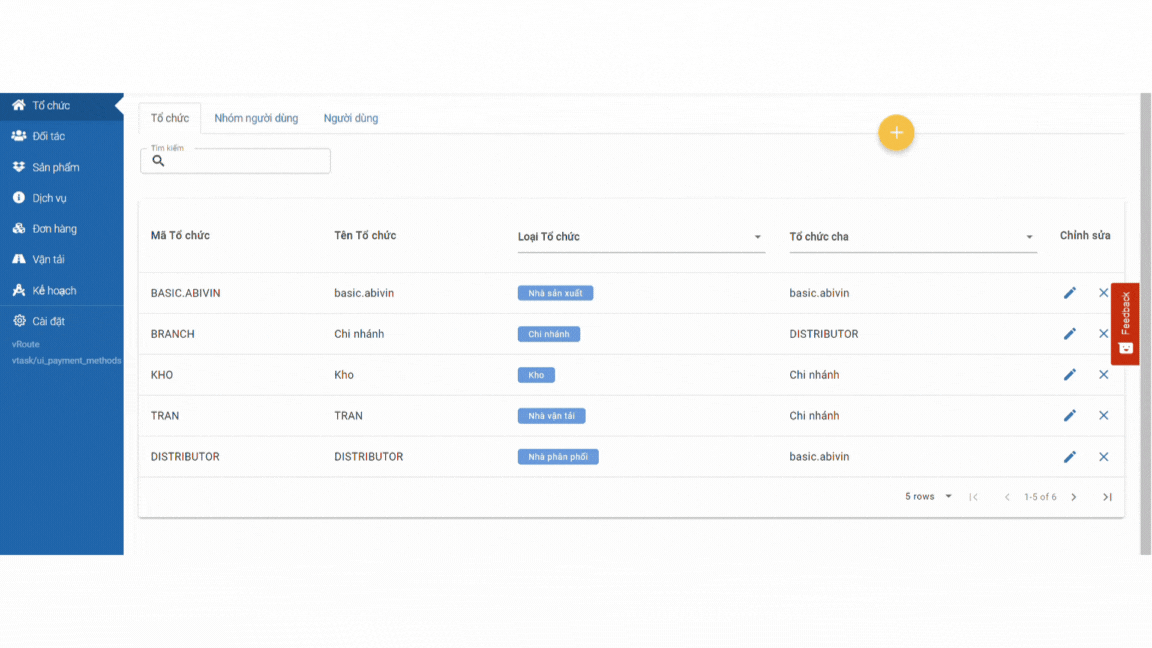 Tổ chức
Đối tác
Sản phẩm
Dịch vụ
Đơn hàng
Vận tải
Kế hoạch
Cài đặt
vRoute
vtask/ui_payment_methods
Tổ chức Nhóm người dùng Người dùng
+
Tìm kiếm
Mã Tổ chức Tên Tổ chức Loại Tổ chức Tổ chức cha Chỉnh sửa
BASIC.ABIVIN basic.abivin Nhà sản xuất basic.abivin
BRANCH Chi nhánh Chi nhánh DISTRIBUTOR
KHO Kho Kho Chi nhánh
TRAN TRAN Nhà vận tải Chi nhánh
DISTRIBUTOR DISTRIBUTOR Nhà phân phối basic.abivin
5 rows 1-5 of 6
Feedback